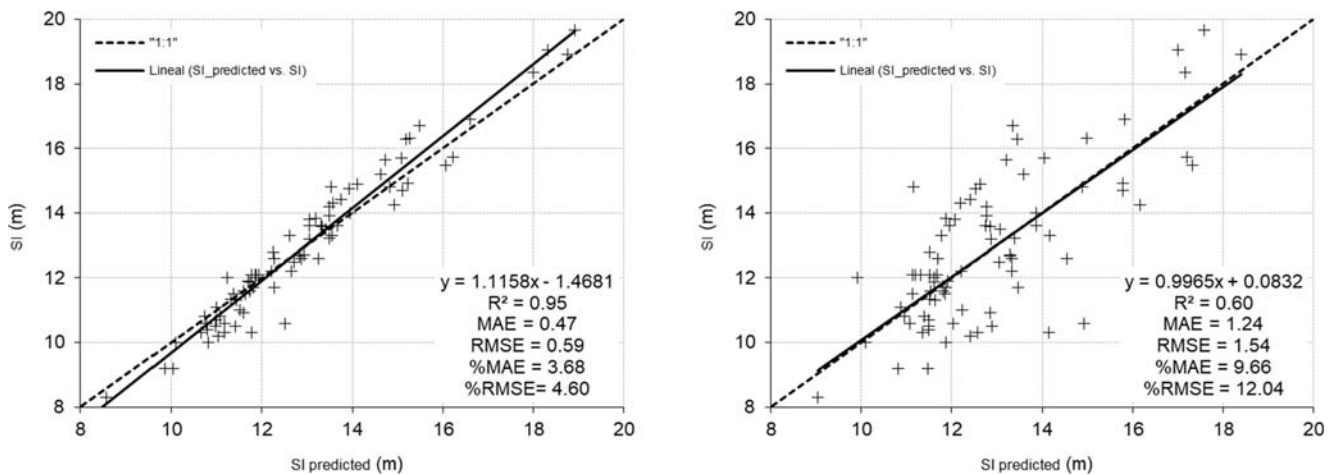 20
18
16
14
12
10
8
SI (m)
"1:1"
Lineal (SI_predicted vs. SI)
y = 1.1158x - 1.4681
R² = 0.95
MAE = 0.47
RMSE = 0.59
%MAE = 3.68
%RMSE= 4.60
8 10 12 14 16 18 20
SI predicted (m)
20
18
16
14
12
10
8
SI (m)
"1:1"
Lineal (SI_predicted vs. SI)
y = 0.9965x + 0.0832
R² = 0.60
MAE = 1.24
RMSE = 1.54
%MAE = 9.66
%RMSE = 12.04
8 10 12 14 16 18 20
SI predicted (m)